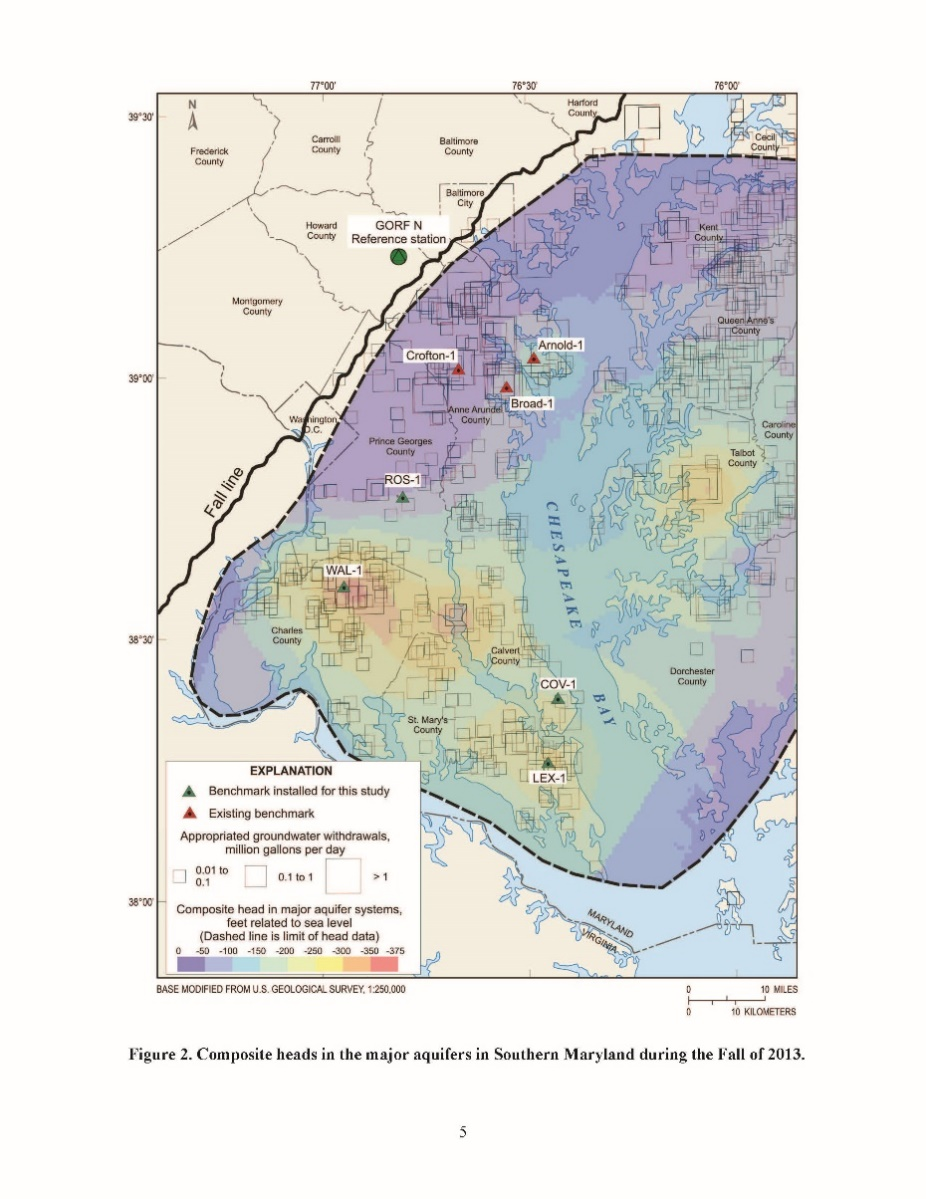 77°00'
76°30'
76°00'
39°30'
N
Harford
County
Frederick
County
Carroll
County
Baltimore
County
Cecil
County
Baltimore
City
Howard
County
GORF N
Reference station
Kent
County
Montgomery
County
Queen Anne's
County
Arnold-1
Crofton-1
39°00'
Broad-1
Anne Arundel
County
Washington
D.C.
Prince Georges
County
Caroline
County
Talbot
County
Fall line
ROS-1
CHESAPEAKE
BAY
WAL-1
38°30'
Charles
County
Calvert
County
Dorchester
County
COV-1
St. Mary's
County
LEX-1
EXPLANATION
Benchmark installed for this study
Existing benchmark
Appropriated groundwater withdrawals,
million gallons per day
0.01 to
0.1
0.1 to 1
> 1
38°00'
Composite head in major aquifer systems,
feet related to sea level
(Dashed line is limit of head data)
0 -50 -100 -150 -200 -250 -300 -350 -375
MARYLAND
VIRGINIA
BASE MODIFIED FROM U.S. GEOLOGICAL SURVEY, 1:250,000
0 10 MILES
0 10 KILOMETERS
Figure 2. Composite heads in the major aquifers in Southern Maryland during the Fall of 2013.
5